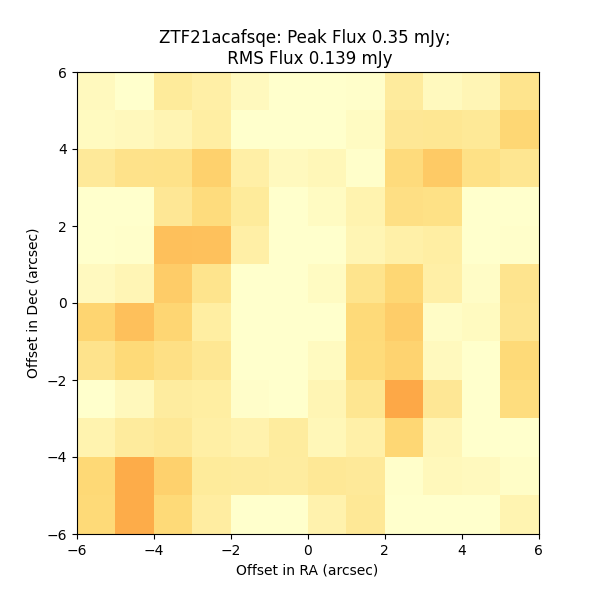 ZTF21acafsqe: Peak Flux 0.35 mJy;
RMS Flux 0.139 mJy
6
4
2
0
−2
−4
−6
Offset in Dec (arcsec)
−6 −4 −2 0 2 4 6
Offset in RA (arcsec)